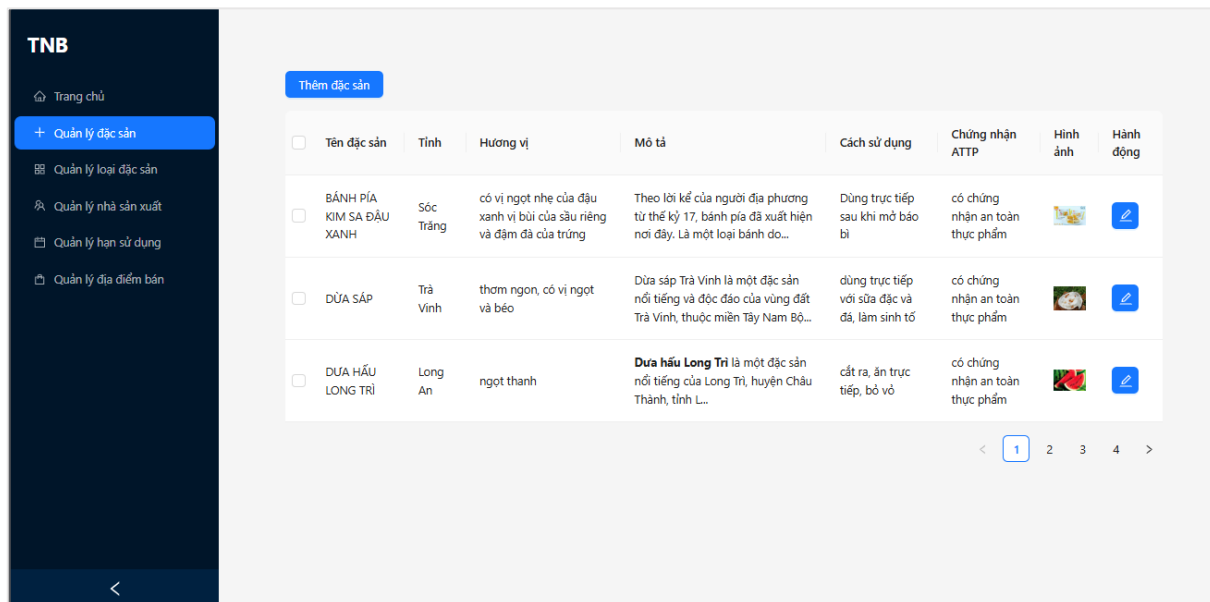 TNB
Trang chủ
Quản lý đặc sản
Quản lý loại đặc sản
Quản lý nhà sản xuất
Quản lý hạn sử dụng
Quản lý địa điểm bán
Thêm đặc sản
Tên đặc sản
Tỉnh
Hương vị
Mô tả
Cách sử dụng
Chứng nhận
ATTP
Hình
ảnh
Hành
động
BÁNH PÍA
KIM SA ĐẬU
XANH
Sóc
Trăng
có vị ngọt nhẹ của đậu
xanh vị bùi của sầu riêng
và đậm đà của trứng
Theo lời kể của người địa phương
từ thế kỷ 17, bánh pía đã xuất hiện
nơi đây. Là một loại bánh do...
Dùng trực tiếp
sau khi mở báo
bì
có chứng
nhận an toàn
thực phẩm
DỪA SÁP
Trà
Vinh
thơm ngon, có vị ngọt
và béo
Dừa sáp Trà Vinh là một đặc sản
nổi tiếng và độc đáo của vùng đất
Trà Vinh, thuộc miền Tây Nam Bộ...
dùng trực tiếp
với sữa đặc và
đá, làm sinh tố
có chứng
nhận an toàn
thực phẩm
DƯA HẤU
LONG TRÌ
Long
An
ngọt thanh
Dưa hấu Long Trì là một đặc sản
nổi tiếng của Long Trì, huyện Châu
Thành, tỉnh L...
cắt ra, ăn trực
tiếp, bỏ vỏ
có chứng
nhận an toàn
thực phẩm
< 1 2 3 4 >